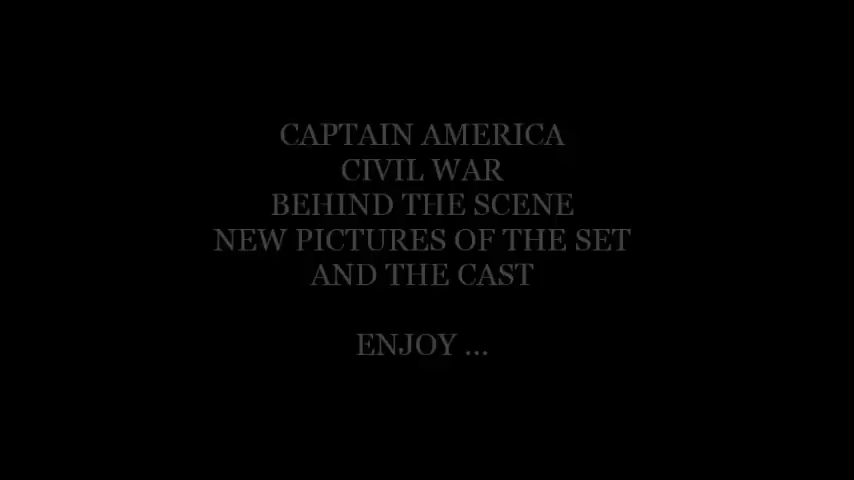 CAPTAIN AMERICA
CIVIL WAR
BEHIND THE SCENE
NEW PICTURES OF THE SET
AND THE CAST
ENJOY ...